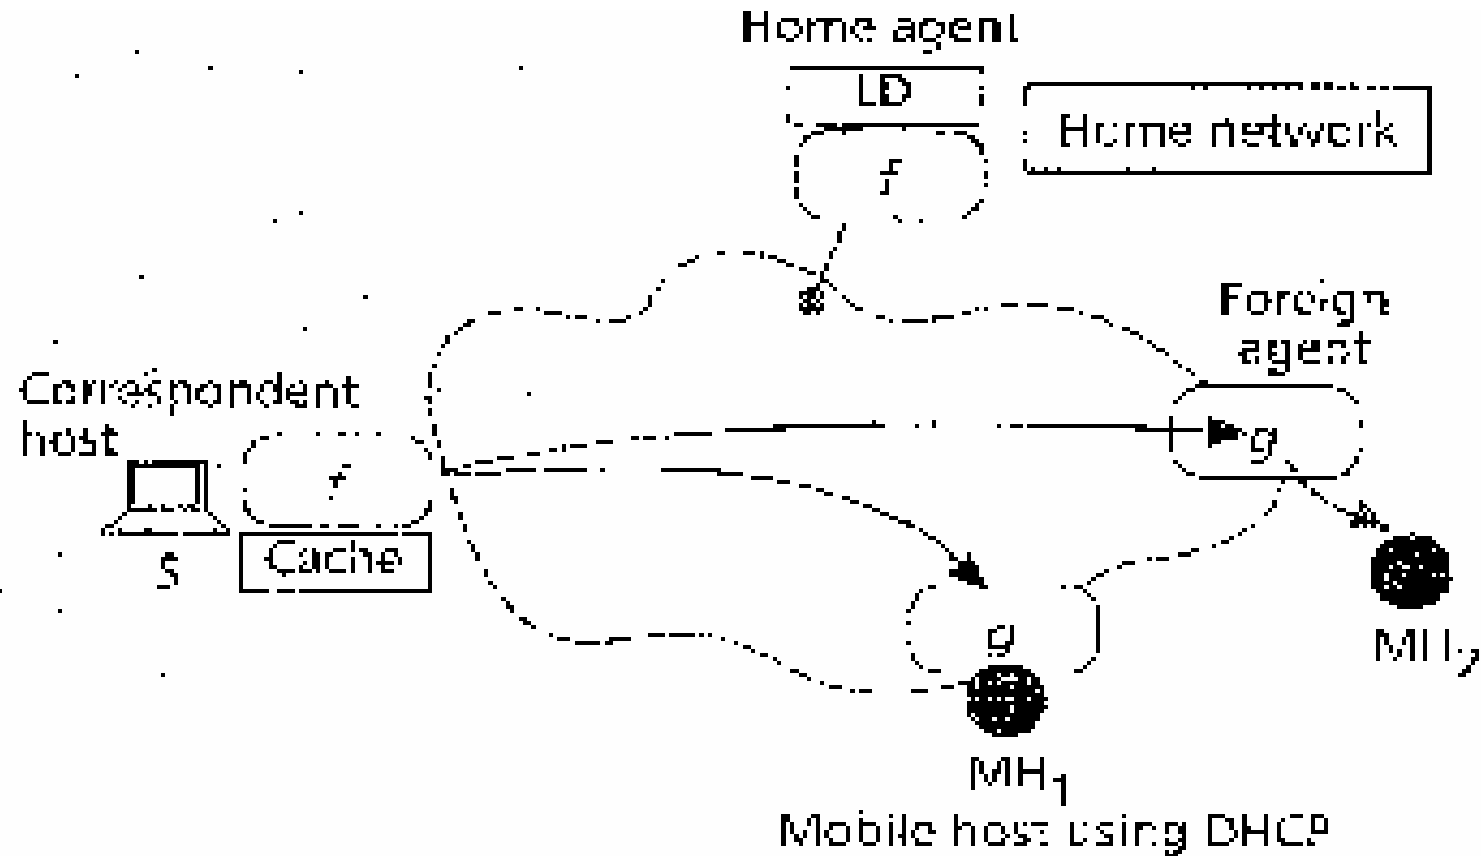 Home agent
LD
Home network
f
Foreign
agent
Correspondent
host
g
f
S
Cache
g
MH2
MH1
Mobile host using DHCP